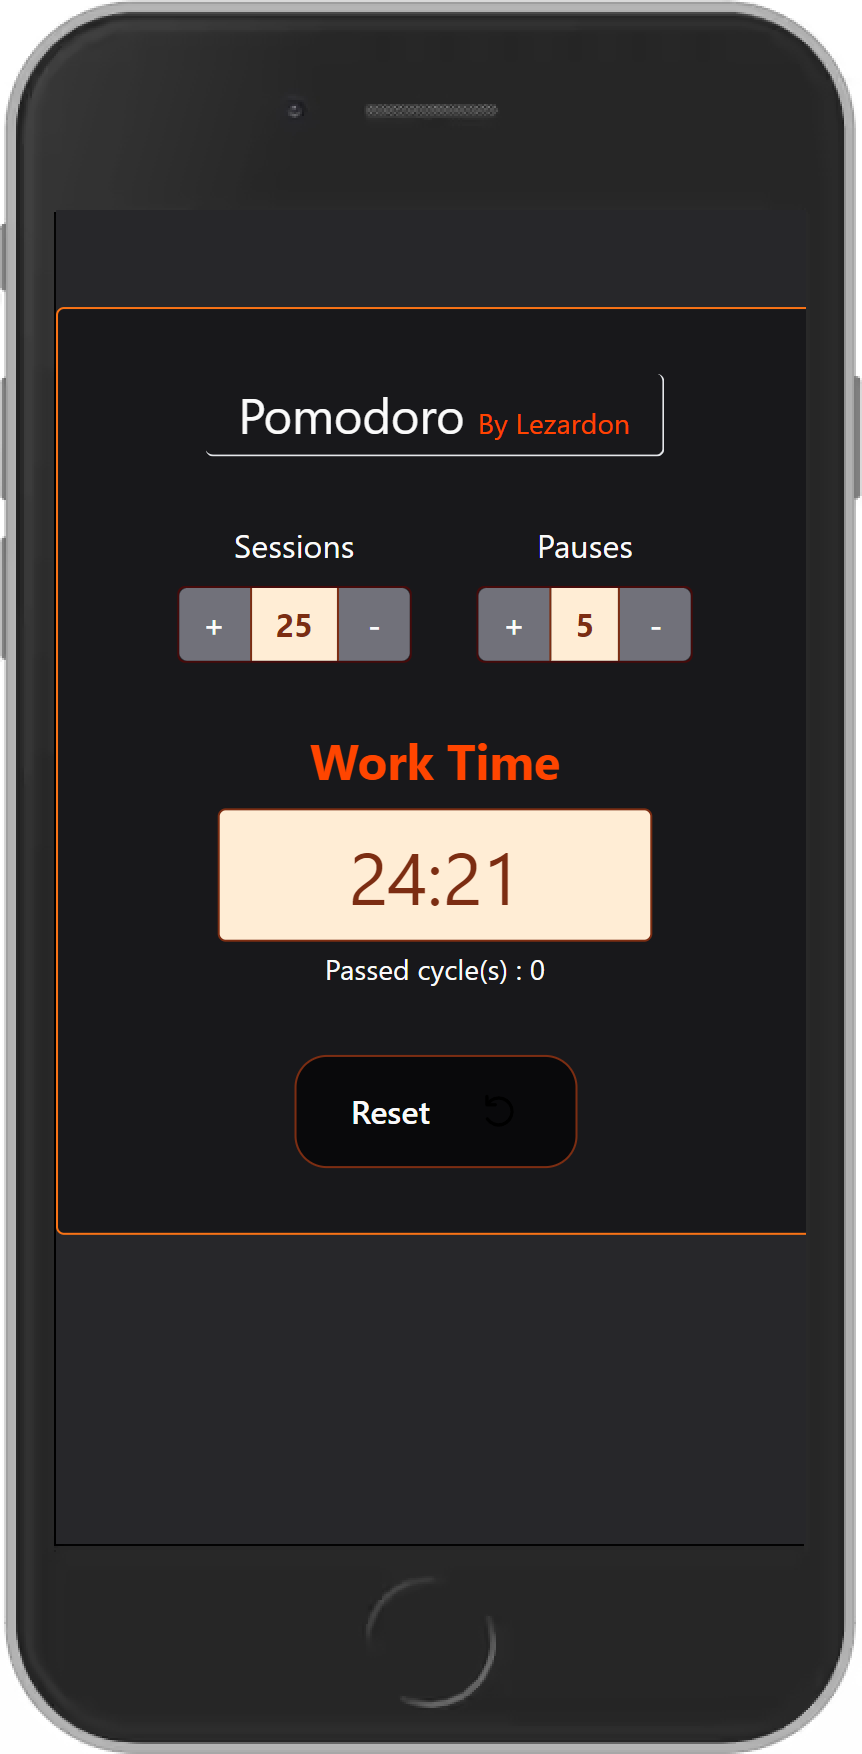 Pomodoro By Lezardon
Sessions Pauses
+ 25 - + 5 -
Work Time
24:21
Passed cycle(s) : 0
Reset